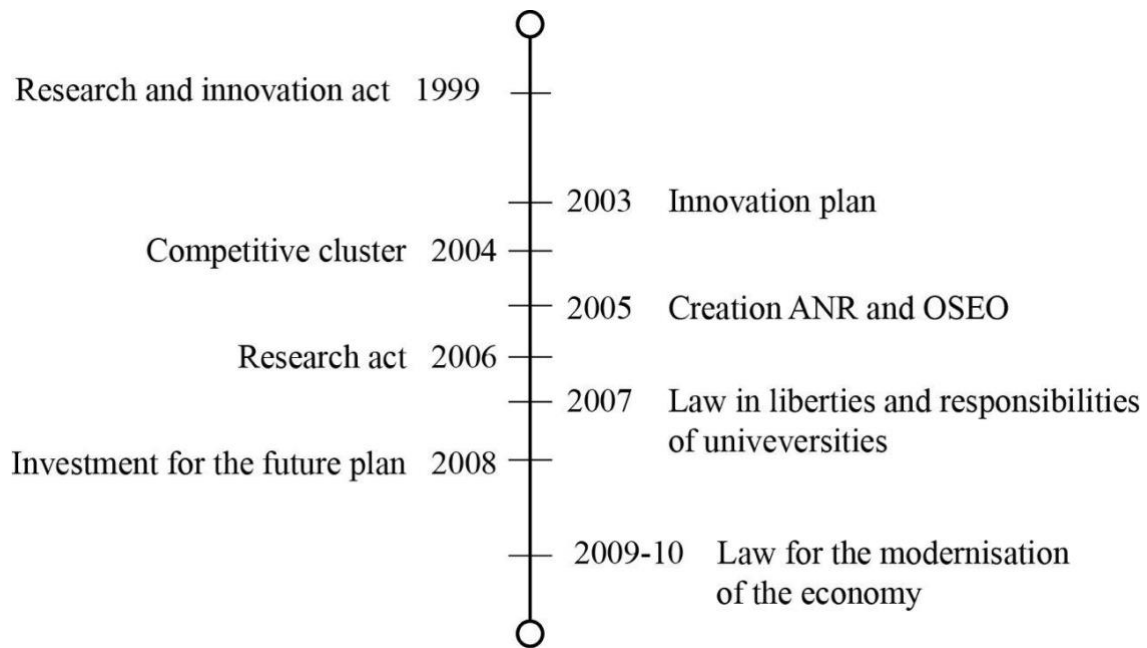 Research and innovation act 1999
2003 Innovation plan
Competitive cluster 2004
2005 Creation ANR and OSEO
Research act 2006
2007 Law in liberties and responsibilities
of univeversities
Investment for the future plan 2008
2009-10 Law for the modernisation
of the economy